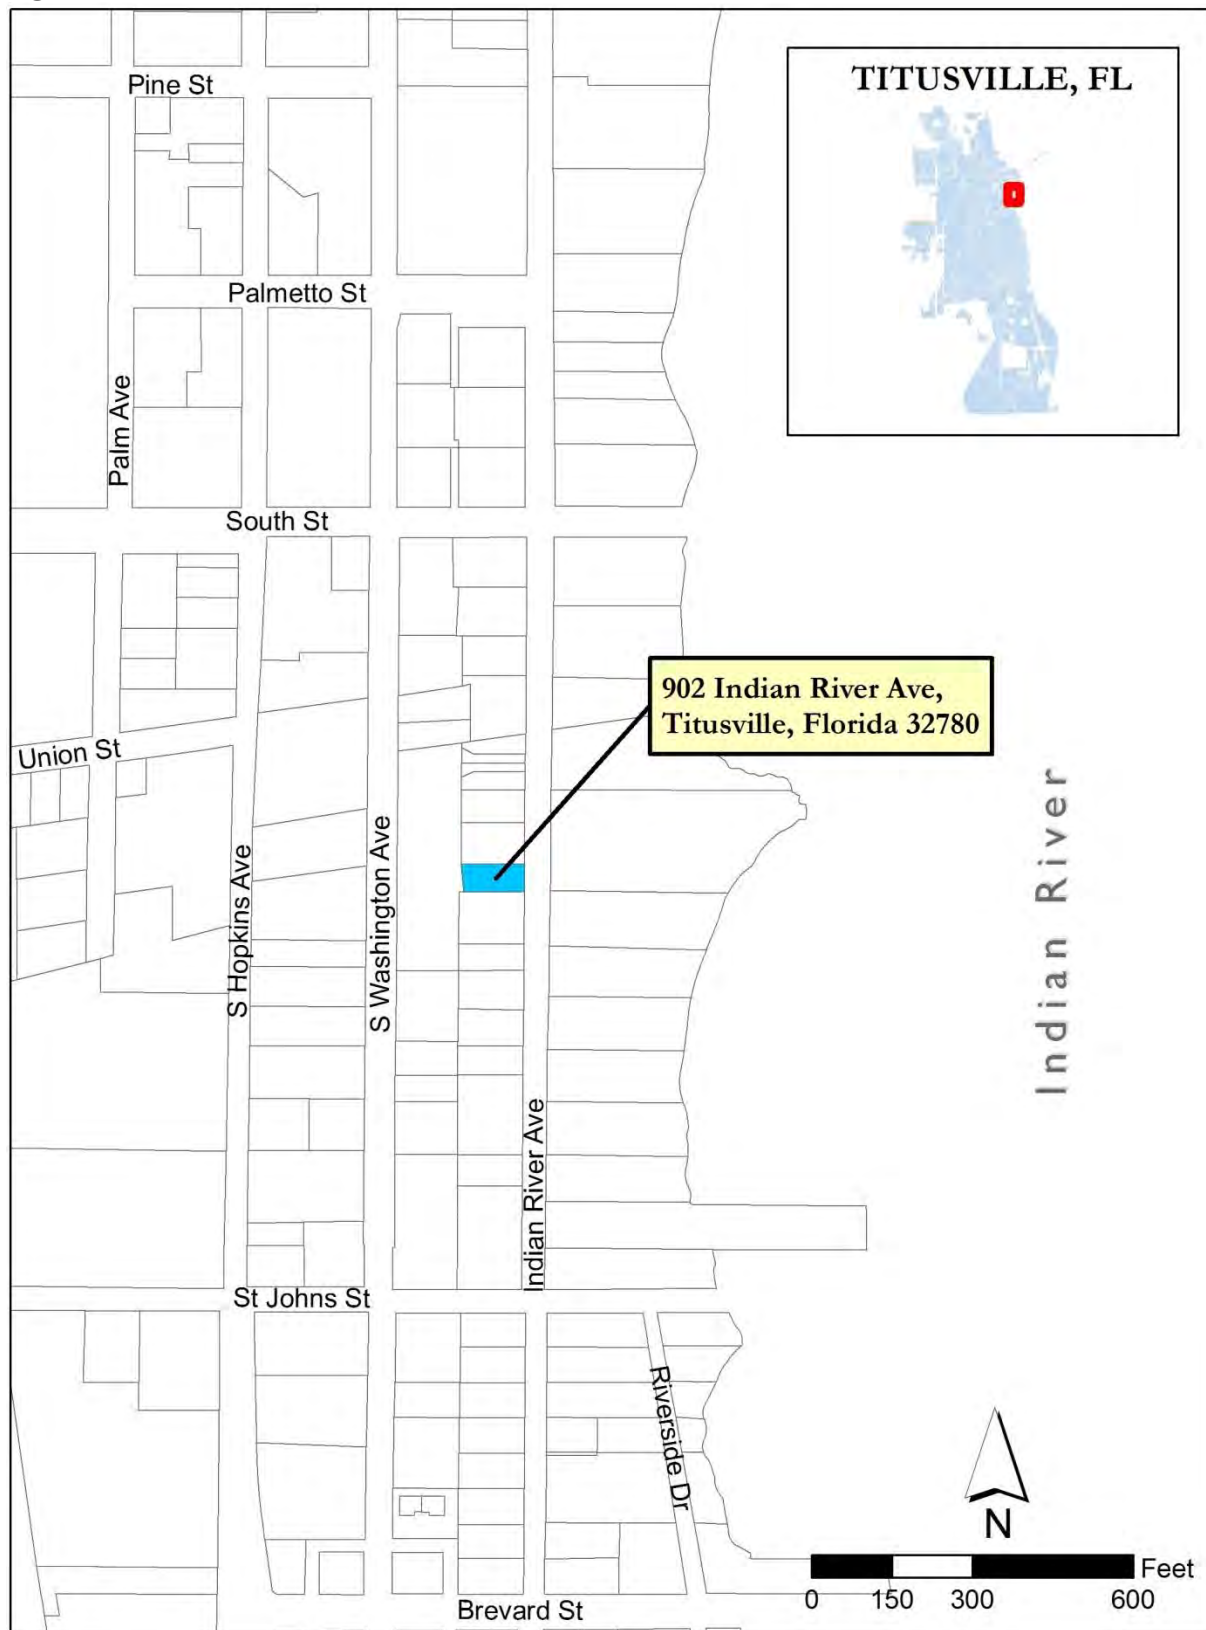 Pine St
TITUSVILLE, FL
Palmetto St
Palm Ave
South St
902 Indian River Ave,
Titusville, Florida 32780
Union St
S Hopkins Ave
S Washington Ave
Indian River
Indian River Ave
St Johns St
Riverside Dr
N
Feet
0 150 300 600
Brevard St